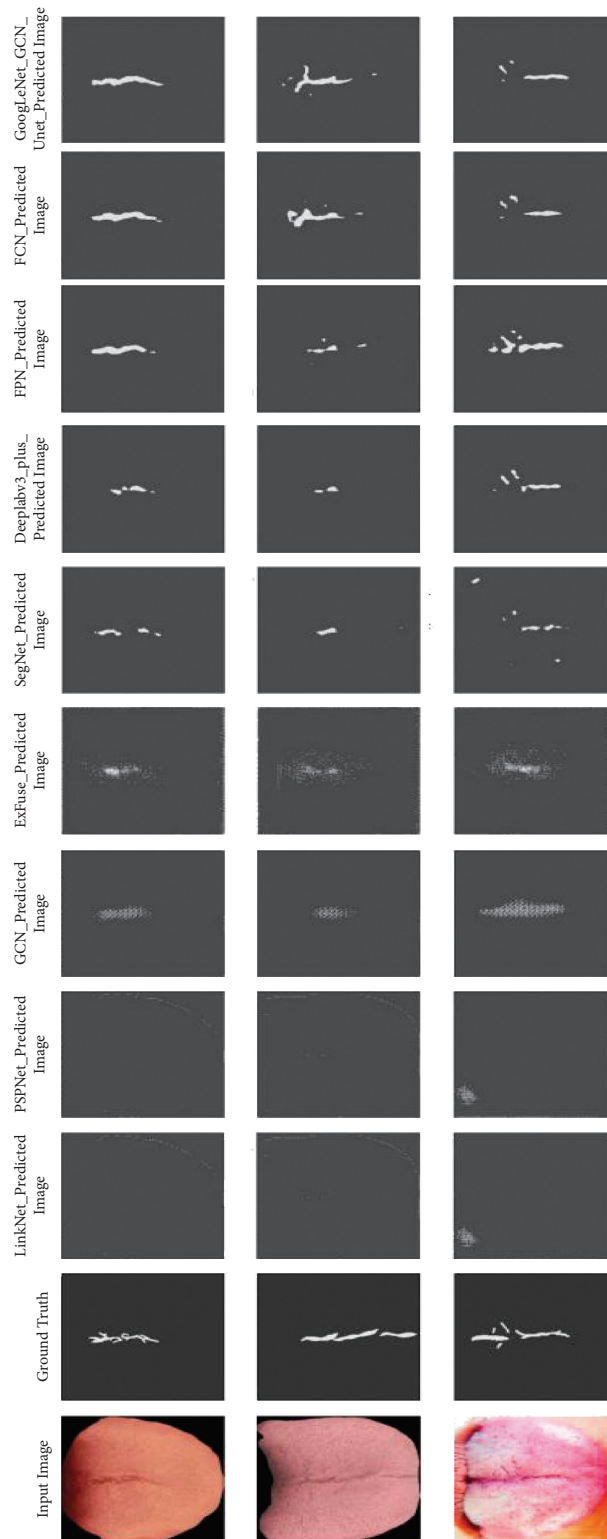 GoogLeNet_GCN_
Unet_Predicted Image
FCN_Predicted
Image
FPN_Predicted
Image
Deeplabv3_plus_
Predicted Image
SegNet_Predicted
Image
ExFuse_Predicted
Image
GCN_Predicted
Image
PSPNet_Predicted
Image
LinkNet_Predicted
Image
Ground Truth
Input Image